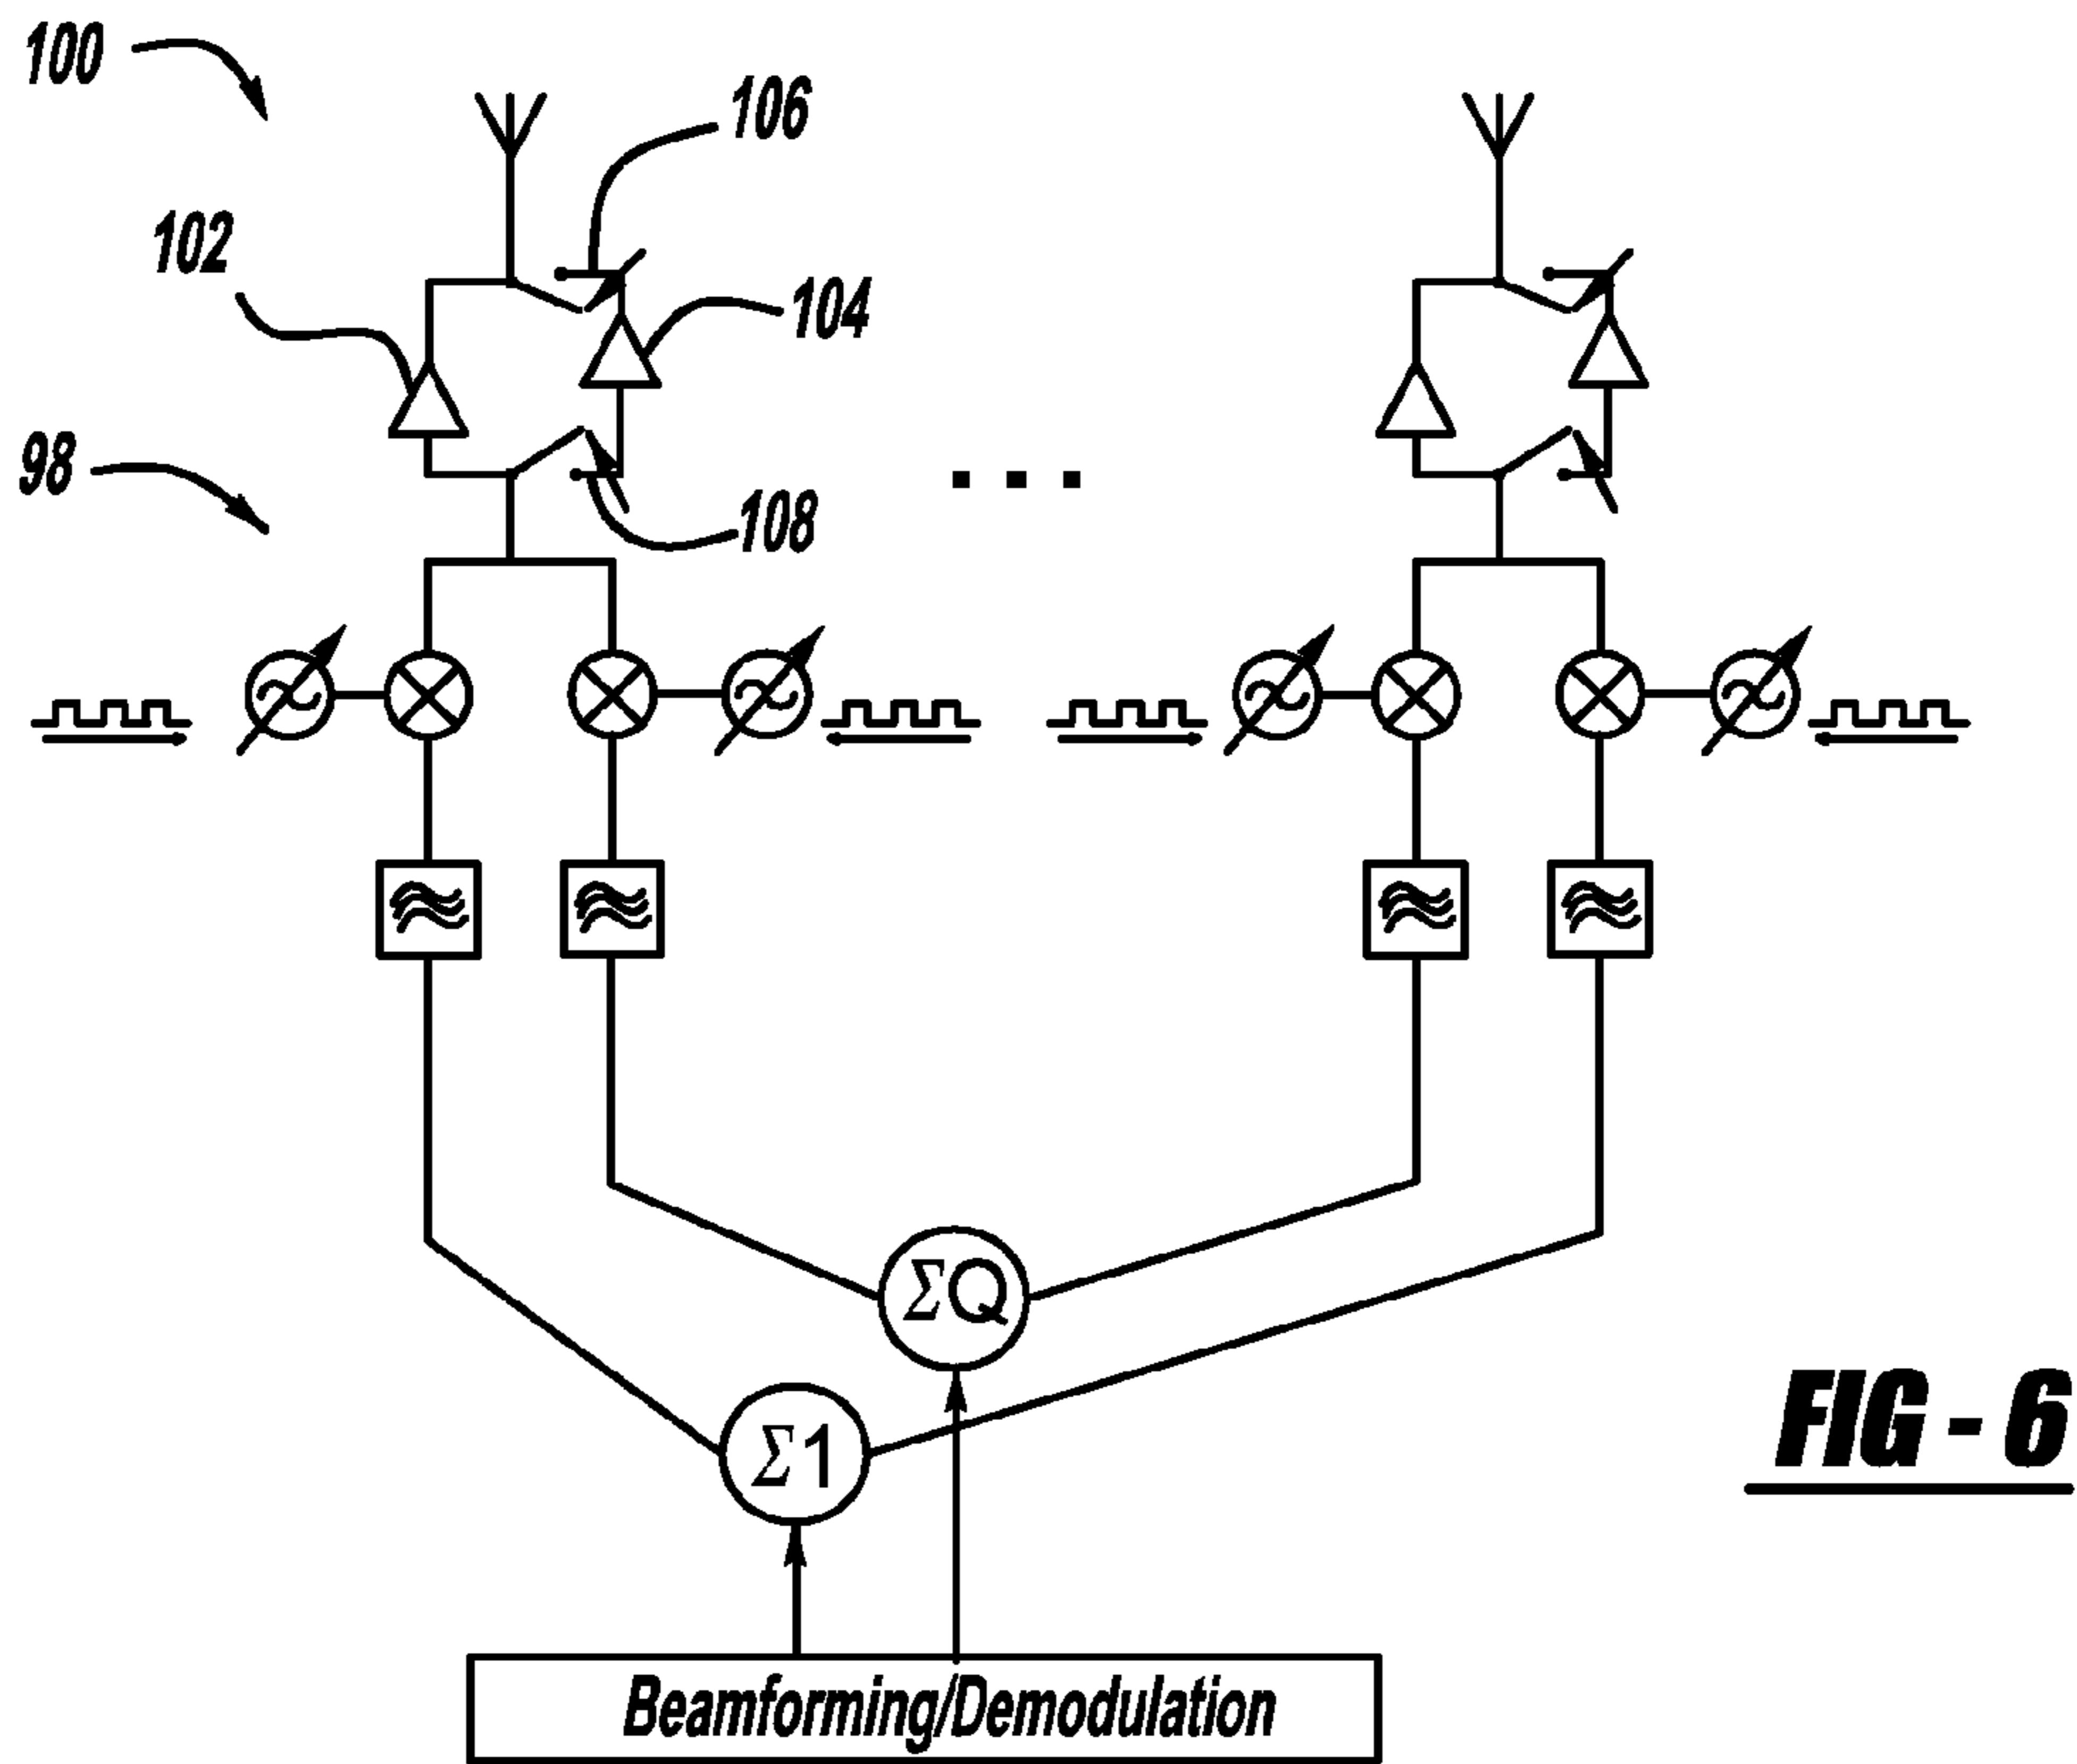 100
106
102
104
98
108
ΣQ
Σ1
FIG - 6
Beamforming/Demodulation